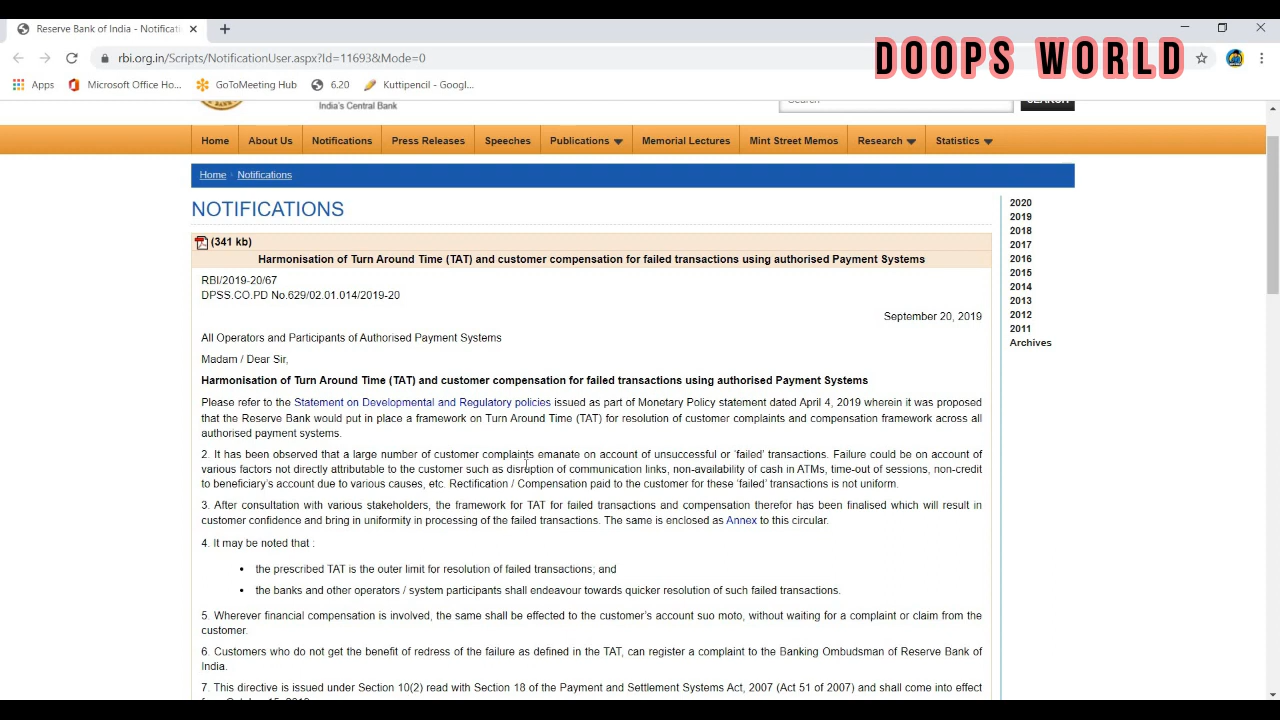 Reserve Bank of India - Notificati
rbi.org.in/Scripts/NotificationUser.aspx?Id=11693&Mode=0
DOOPS WORLD
Apps Microsoft Office Ho... GoToMeeting Hub 6.20 Kuttipencil - Googl...
India's Central Bank
Search
SEARCH
Home About Us Notifications Press Releases Speeches Publications Memorial Lectures Mint Street Memos Research Statistics
Home Notifications
NOTIFICATIONS
(341 kb)
Harmonisation of Turn Around Time (TAT) and customer compensation for failed transactions using authorised Payment Systems
RBI/2019-20/67
DPSS.CO.PD No.629/02.01.014/2019-20
September 20, 2019
All Operators and Participants of Authorised Payment Systems
Madam / Dear Sir,
Harmonisation of Turn Around Time (TAT) and customer compensation for failed transactions using authorised Payment Systems
Please refer to the Statement on Developmental and Regulatory policies issued as part of Monetary Policy statement dated April 4, 2019 wherein it was proposed
that the Reserve Bank would put in place a framework on Turn Around Time (TAT) for resolution of customer complaints and compensation framework across all
authorised payment systems.
2. It has been observed that a large number of customer complaints emanate on account of unsuccessful or 'failed' transactions. Failure could be on account of
various factors not directly attributable to the customer such as disruption of communication links, non-availability of cash in ATMs, time-out of sessions, non-credit
to beneficiary's account due to various causes, etc. Rectification / Compensation paid to the customer for these 'failed' transactions is not uniform.
3. After consultation with various stakeholders, the framework for TAT for failed transactions and compensation therefor has been finalised which will result in
customer confidence and bring in uniformity in processing of the failed transactions. The same is enclosed as Annex to this circular.
4. It may be noted that :
• the prescribed TAT is the outer limit for resolution of failed transactions; and
• the banks and other operators / system participants shall endeavour towards quicker resolution of such failed transactions.
5. Wherever financial compensation is involved, the same shall be effected to the customer's account suo moto, without waiting for a complaint or claim from the
customer.
6. Customers who do not get the benefit of redress of the failure as defined in the TAT, can register a complaint to the Banking Ombudsman of Reserve Bank of
India.
7. This directive is issued under Section 10(2) read with Section 18 of the Payment and Settlement Systems Act, 2007 (Act 51 of 2007) and shall come into effect
2020
2019
2018
2017
2016
2015
2014
2013
2012
2011
Archives